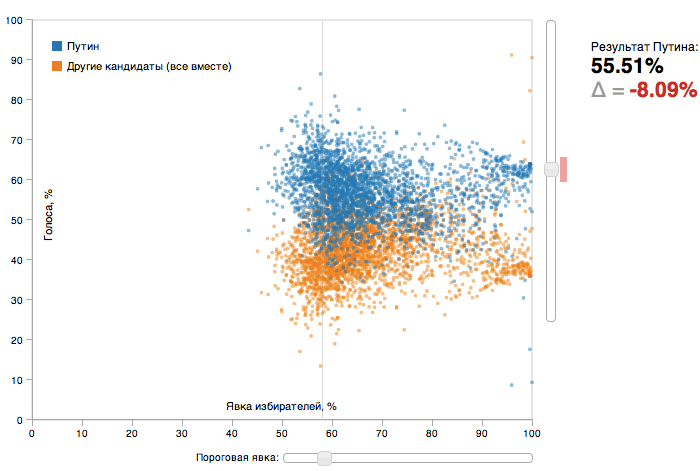 Путин
Другие кандидаты (все вместе)
Результат Путина:
55.51%
Δ = -8.09%
Голоса, %
100
90
80
70
60
50
40
30
20
10
0
Явка избирателей, %
0 10 20 30 40 50 60 70 80 90 100
Пороговая явка: